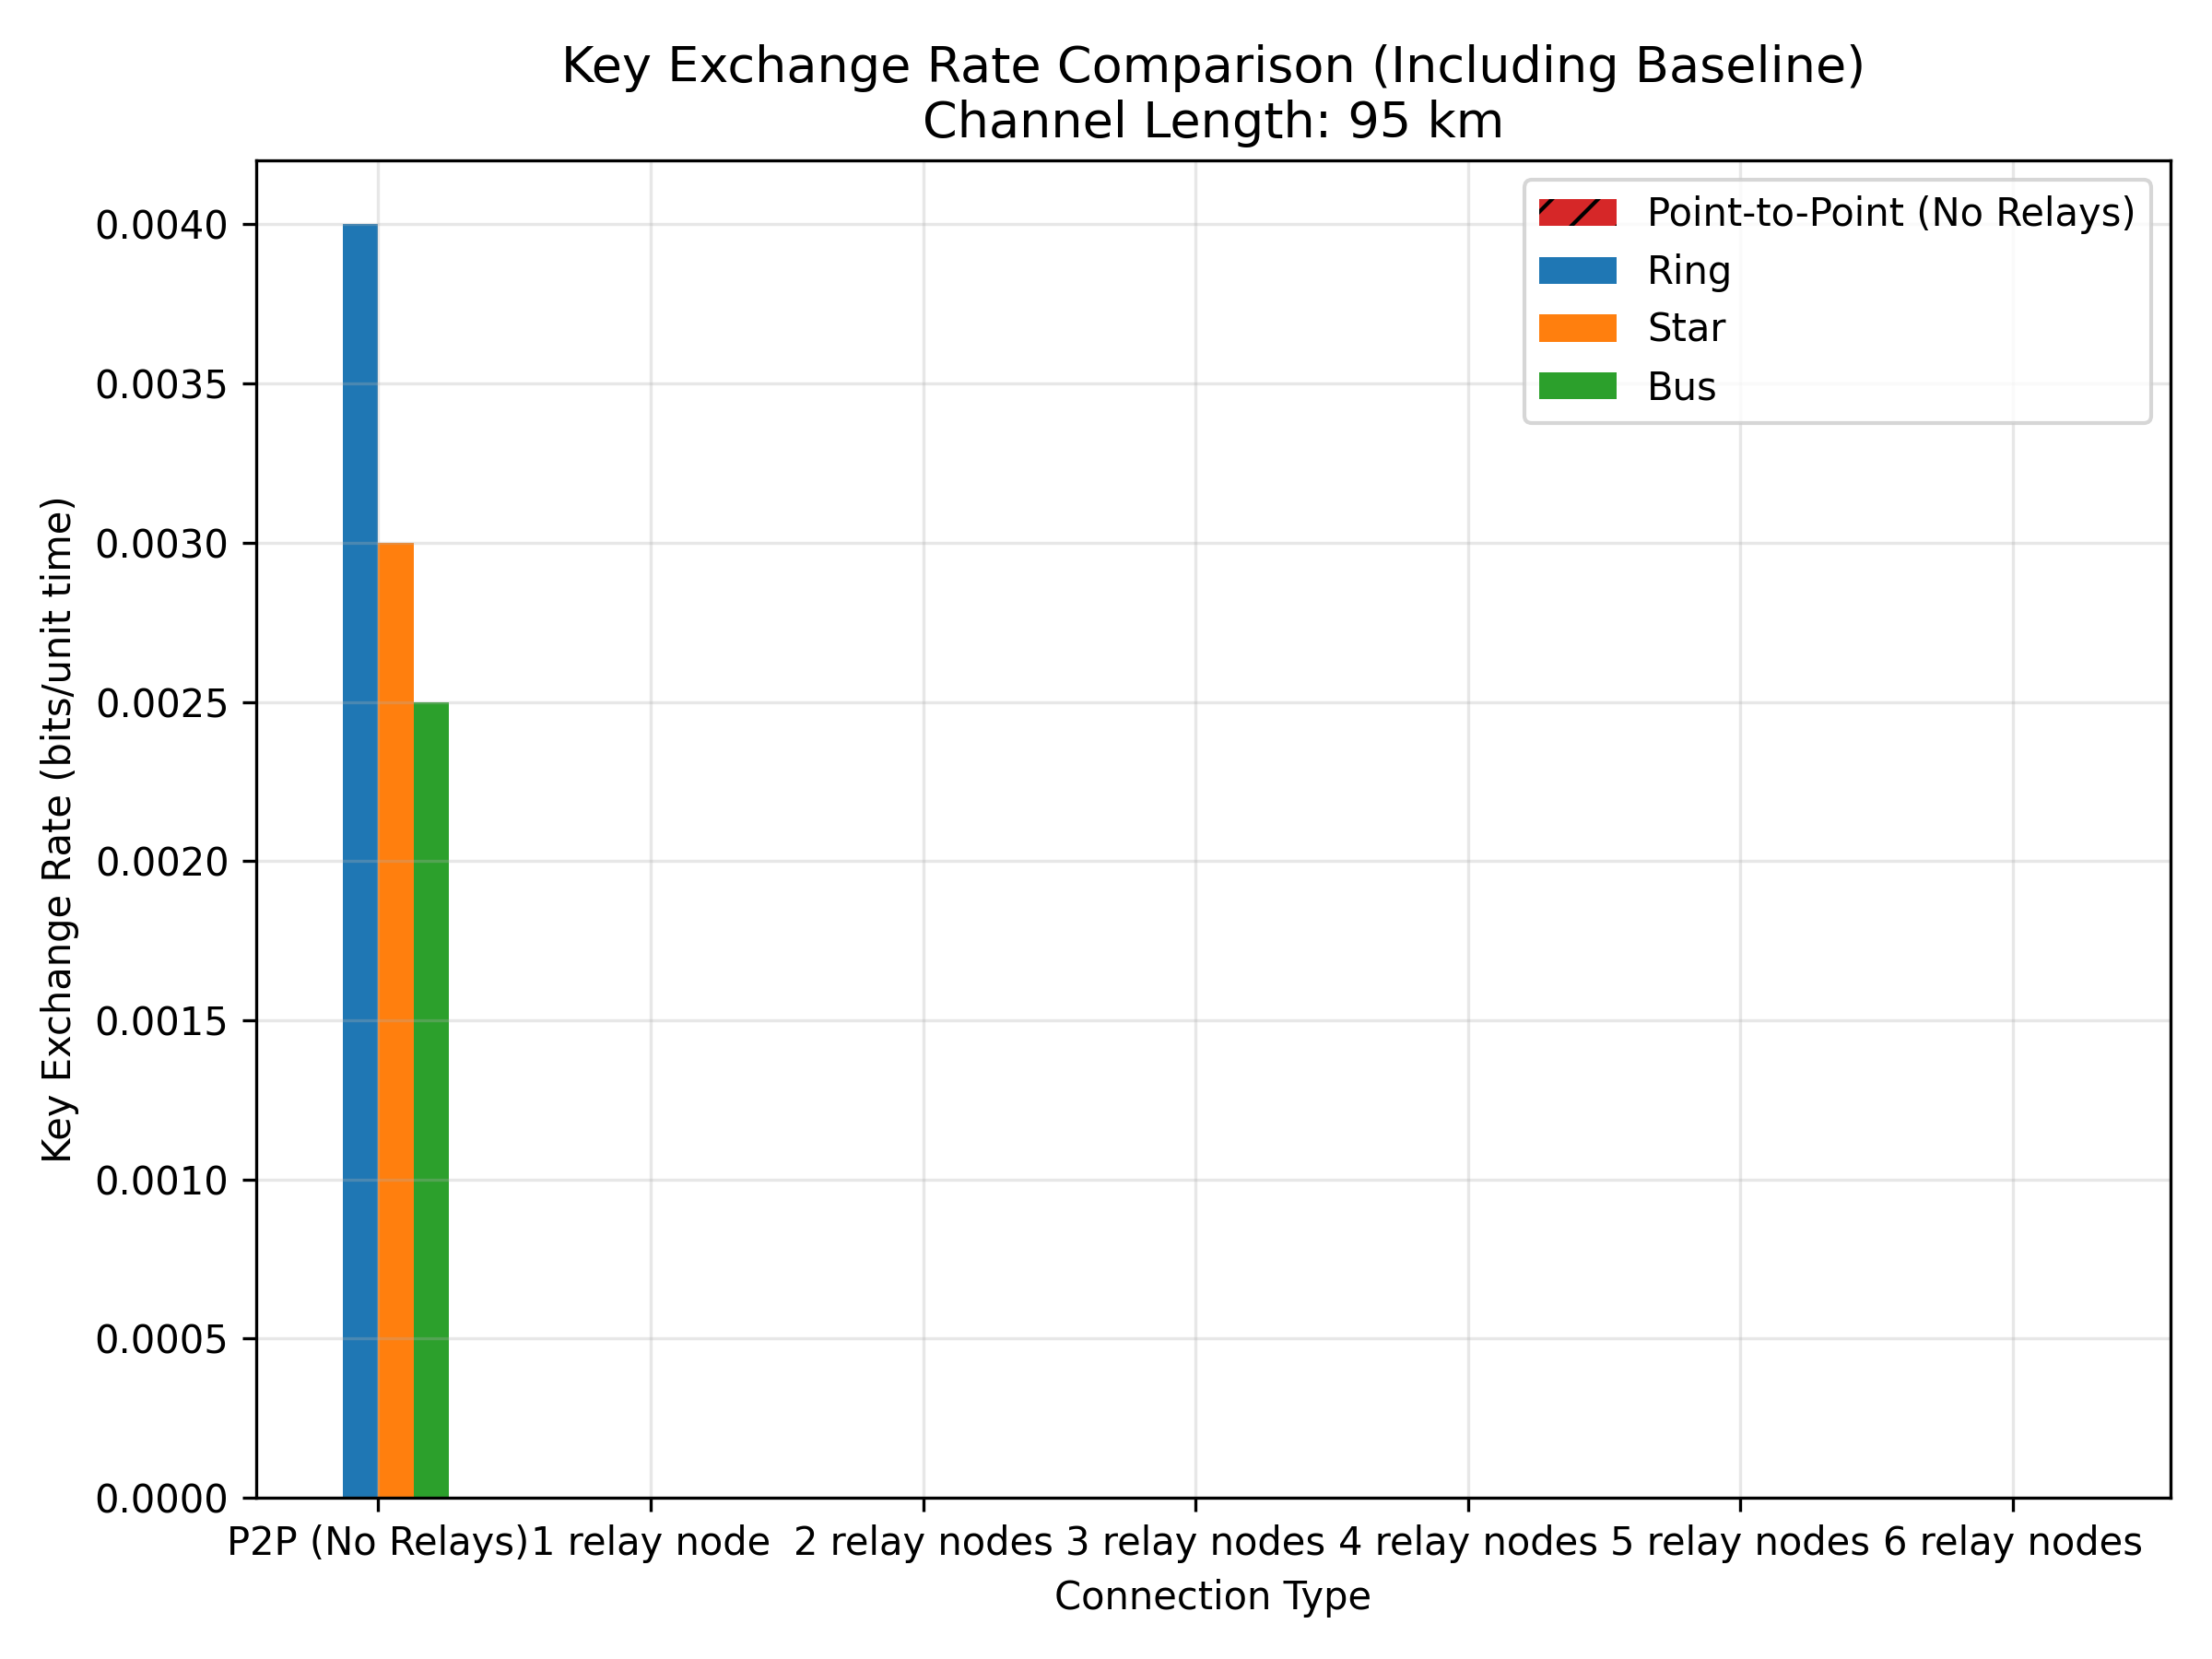 Key Exchange Rate Comparison (Including Baseline)
Channel Length: 95 km
Point-to-Point (No Relays)
Ring
Star
Bus
Key Exchange Rate (bits/unit time)
0.0040
0.0035
0.0030
0.0025
0.0020
0.0015
0.0010
0.0005
0.0000
P2P (No Relays) 1 relay node 2 relay nodes 3 relay nodes 4 relay nodes 5 relay nodes 6 relay nodes
Connection Type